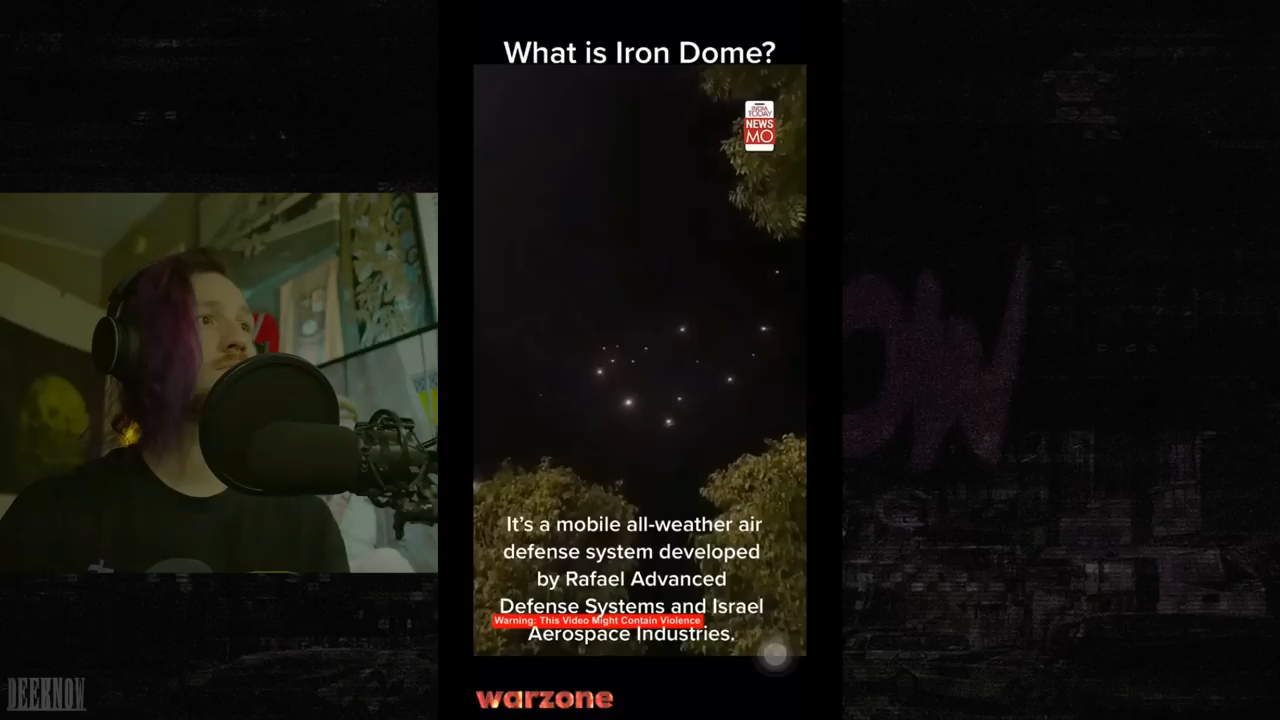 What is Iron Dome?
INDIA
TODAY
NEWS
MO
It's a mobile all-weather air
defense system developed
by Rafael Advanced
Defense Systems and Israel
Warning: This Video Might Contain Violence
Aerospace Industries.
warzone
DEEKNOW